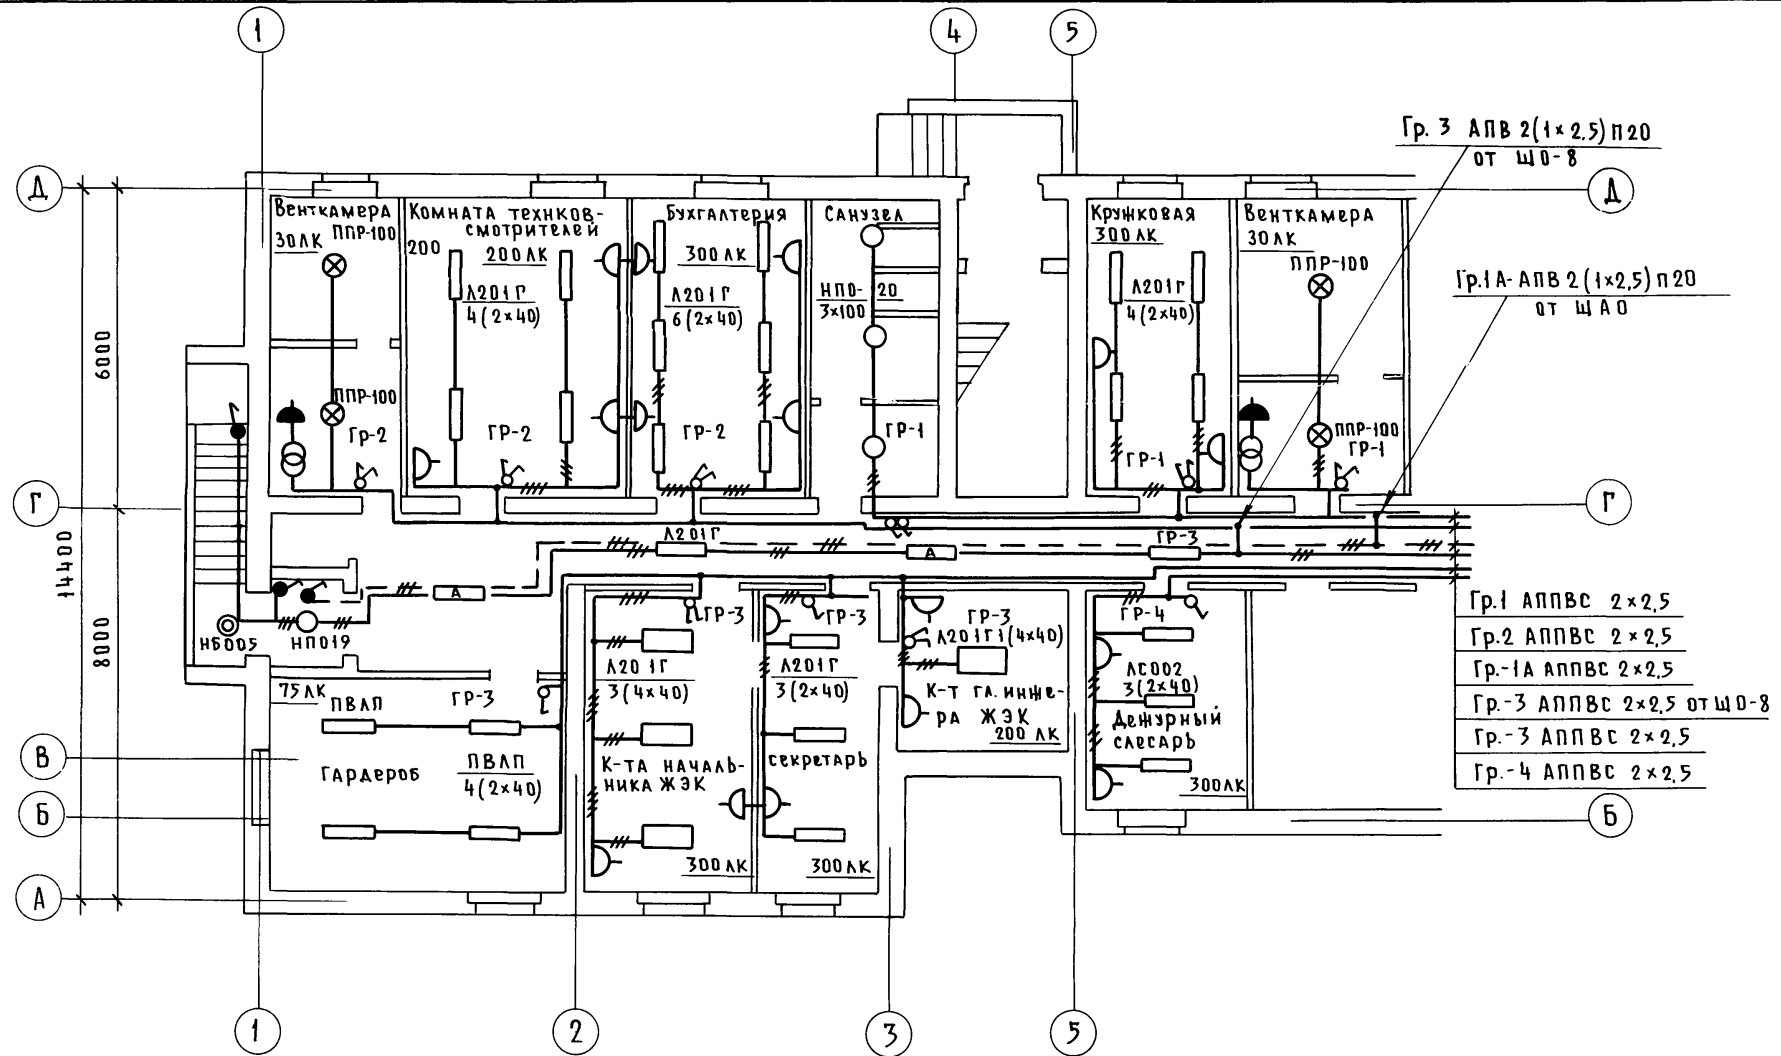 1
4
5
Гр. 3 АПВ 2(1×2,5) П20
от ЩО-8
Д
Д
Венткамера
ППР-100
30ЛК
Комната технков-
смотрителей
200
200 ЛК
Бухгалтерия
300 ЛК
Санузел
Кружковая
300 ЛК
Венткамера
30 ЛК
ППР-100
Гр.1А-АПВ 2(1×2,5) П20
от ЩАО
Л201Г
4(2×40)
Л201Г
6(2×40)
НПО-20
3×100
Л201Г
4(2×40)
6000
ППР-100
Гр-2
ГР-2
ГР-2
ГР-1
ГР-1
ППР-100
ГР-1
Г
Г
Л201Г
А
ГР-3
14400
А
НБ005
НПО19
ГР-3
ГР-3
ГР-3
Л201Г1(4×40)
ГР-4
Гр.1 АППВС 2×2,5
Гр.2 АППВС 2×2,5
Гр.-1А АППВС 2×2,5
Гр.-3 АППВС 2×2,5 от ЩО-8
Гр.-3 АППВС 2×2,5
Гр.-4 АППВС 2×2,5
8000
75 ЛК
ПВЛП
ГР-3
Л201Г
3(4×40)
Л201Г
3(2×40)
К-т гл. инже-
ра ЖЭК
200 ЛК
ЛС002
3(2×40)
Дежурный
слесарь
300ЛК
В
Гардероб
ПВЛП
4(2×40)
К-та началь-
ника ЖЭК
секретарь
Б
Б
300 ЛК
300 ЛК
А
1
2
3
5